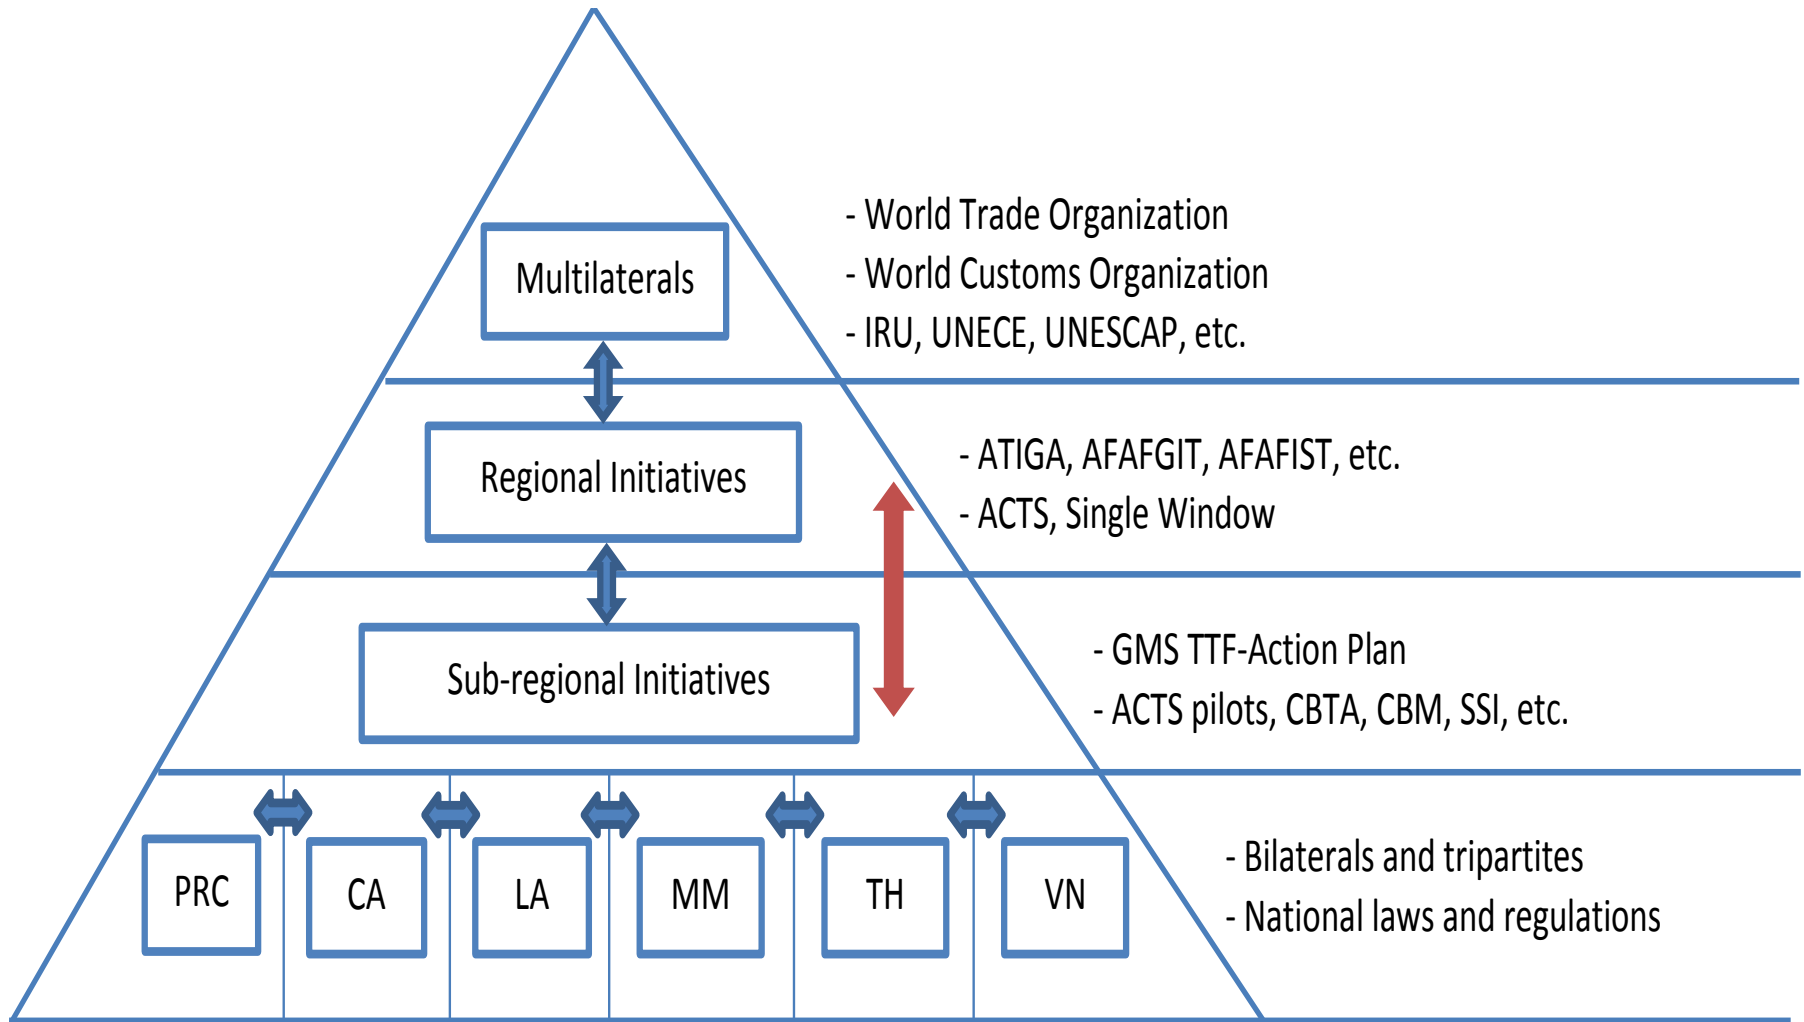 Multilaterals
- World Trade Organization
- World Customs Organization
- IRU, UNECE, UNESCAP, etc.
Regional Initiatives
- ATIGA, AFAFGIT, AFAFIST, etc.
- ACTS, Single Window
Sub-regional Initiatives
- GMS TTF-Action Plan
- ACTS pilots, CBTA, CBM, SSI, etc.
PRC
CA
LA
MM
TH
VN
- Bilaterals and tripartites
- National laws and regulations